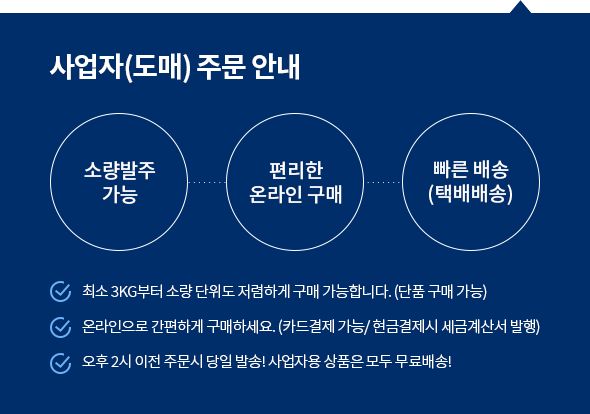 사업자(도매) 주문 안내
소량발주
가능
편리한
온라인 구매
빠른 배송
(택배배송)
최소 3KG부터 소량 단위도 저렴하게 구매 가능합니다. (단품 구매 가능)
온라인으로 간편하게 구매하세요. (카드결제 가능/ 현금결제시 세금계산서 발행)
오후 2시 이전 주문시 당일 발송! 사업자용 상품은 모두 무료배송!